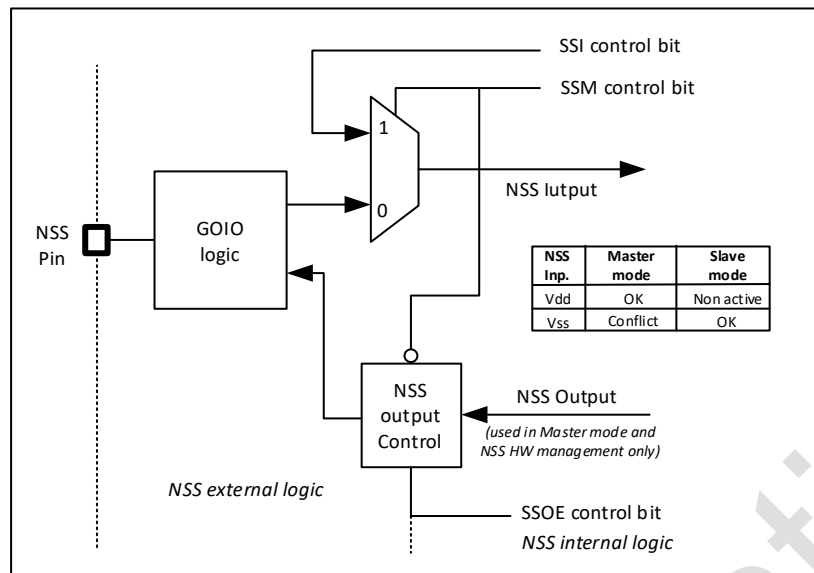 SSI control bit
SSM control bit
1
0
NSS Iutput
NSS
Pin
GOIO
logic
NSS Master Slave
Inp. mode mode
Vdd OK Non active
Vss Conflict OK
NSS
output
Control
NSS Output
(used in Master mode and
NSS HW management only)
NSS external logic
SSOE control bit
NSS internal logic